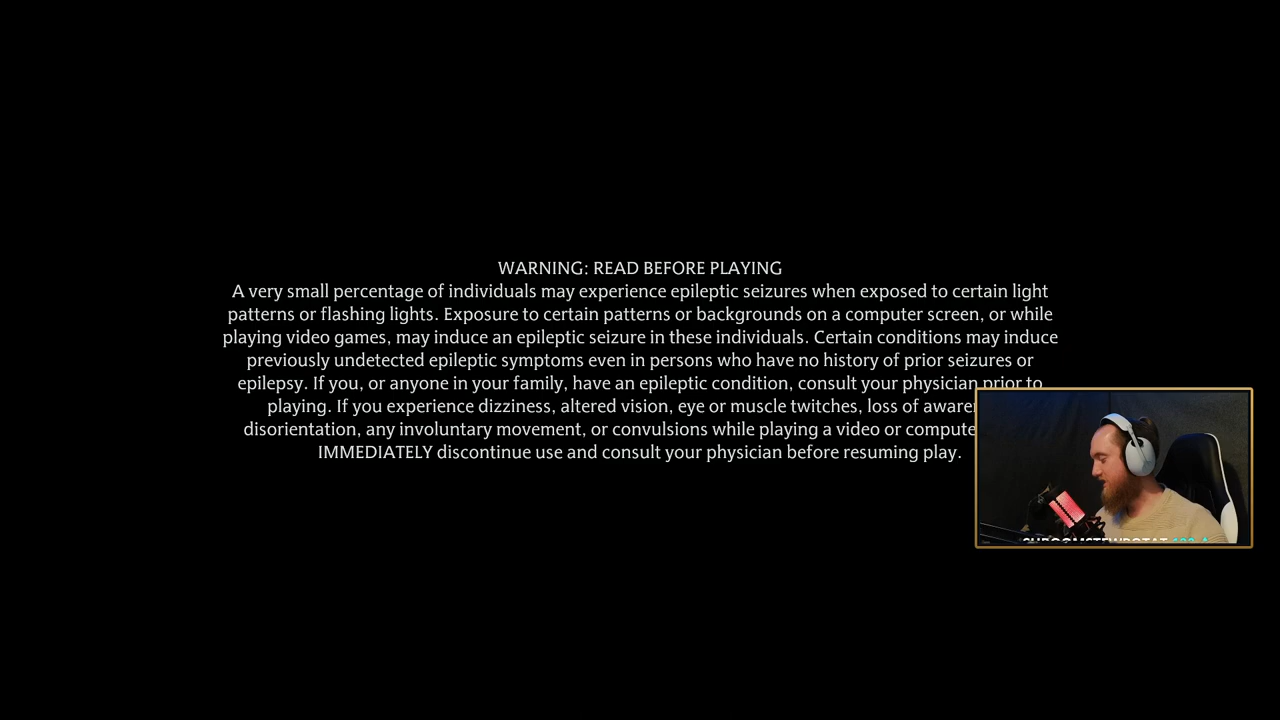 WARNING: READ BEFORE PLAYING
A very small percentage of individuals may experience epileptic seizures when exposed to certain light
patterns or flashing lights. Exposure to certain patterns or backgrounds on a computer screen, or while
playing video games, may induce an epileptic seizure in these individuals. Certain conditions may induce
previously undetected epileptic symptoms even in persons who have no history of prior seizures or
epilepsy. If you, or anyone in your family, have an epileptic condition, consult your physician prior to
playing. If you experience dizziness, altered vision, eye or muscle twitches, loss of
disorientation, any involuntary movement, or convulsions while playing a video or
IMMEDIATELY discontinue use and consult your physician before resuming play.